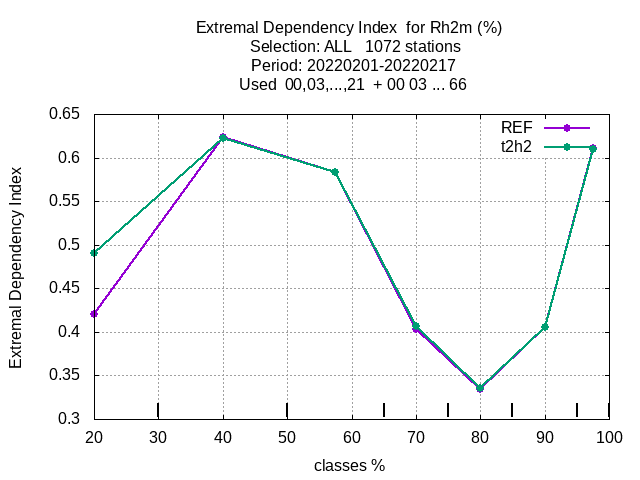 Extremal Dependency Index  for Rh2m (%)
Selection: ALL   1072 stations
Period: 20220201-20220217
Used  00,03,...,21  + 00 03 ... 66
REF
t2h2
0.65
0.6
0.55
0.5
0.45
0.4
0.35
0.3
Extremal Dependency Index
20 30 40 50 60 70 80 90 100
classes %